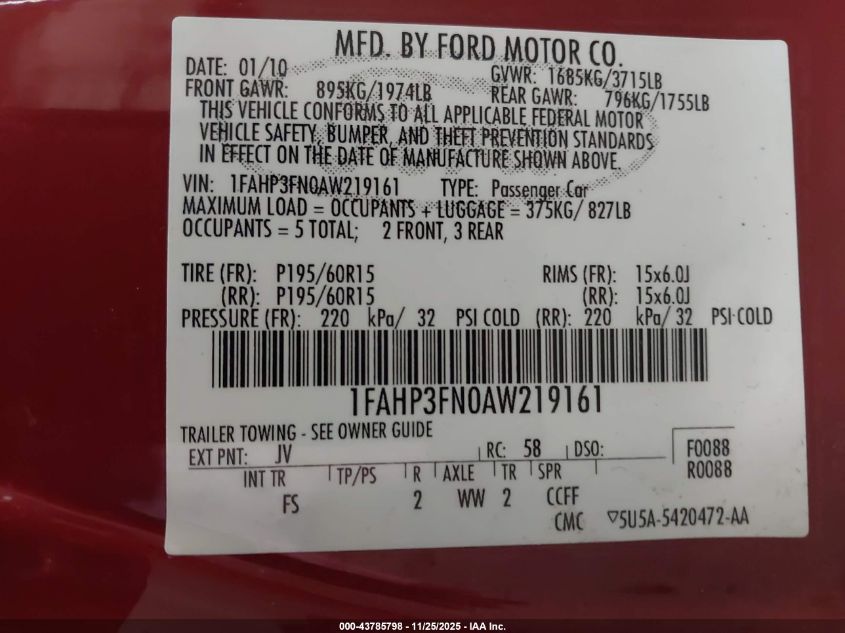 MFD. BY FORD MOTOR CO.
DATE: 01/10 GVWR: 1685KG/3715LB
FRONT GAWR: 895KG/1974LB REAR GAWR: 796KG/1755LB
THIS VEHICLE CONFORMS TO ALL APPLICABLE FEDERAL MOTOR
VEHICLE SAFETY, BUMPER, AND THEFT PREVENTION STANDARDS
IN EFFECT ON THE DATE OF MANUFACTURE SHOWN ABOVE.
VIN: 1FAHP3FN0AW219161 TYPE: Passenger Car
MAXIMUM LOAD = OCCUPANTS + LUGGAGE = 375KG/ 827LB
OCCUPANTS = 5 TOTAL; 2 FRONT, 3 REAR
TIRE (FR): P195/60R15 RIMS (FR): 15x6.0J
(RR): P195/60R15 (RR): 15x6.0J
PRESSURE (FR): 220 kPa/ 32 PSI COLD (RR): 220 kPa/ 32 PSI COLD
1FAHP3FN0AW219161
TRAILER TOWING - SEE OWNER GUIDE
EXT PNT: JV RC: 58 DSO: F0088
R0088
INT TR TP/PS R AXLE TR SPR
FS 2 WW 2 CCFF
CMC ▽5U5A-5420472-AA
000-43785798 - 11/25/2025 - IAA Inc.